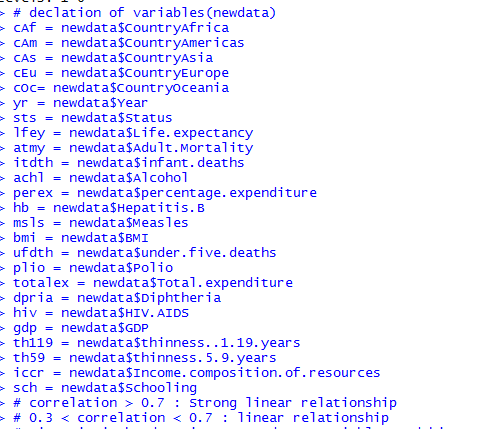 > # declation of variables(newdata)
> cAf = newdata$CountryAfrica
> cAm = newdata$CountryAmericas
> cAs = newdata$CountryAsia
> cEu = newdata$CountryEurope
> cOc= newdata$CountryOceania
> yr = newdata$Year
> sts = newdata$Status
> lfey = newdata$Life.expectancy
> atmy = newdata$Adult.Mortality
> itdth = newdata$infant.deaths
> achl = newdata$Alcohol
> perex = newdata$percentage.expenditure
> hb = newdata$Hepatitis.B
> msls = newdata$Measles
> bmi = newdata$BMI
> ufdth = newdata$under.five.deaths
> plio = newdata$Polio
> totalex = newdata$Total.expenditure
> dpria = newdata$Diphtheria
> hiv = newdata$HIV.AIDS
> gdp = newdata$GDP
> th119 = newdata$thinness..1.19.years
> th59 = newdata$thinness.5.9.years
> iccr = newdata$Income.composition.of.resources
> sch = newdata$Schooling
> # correlation > 0.7 : Strong linear relationship
> # 0.3 < correlation < 0.7 : linear relationship